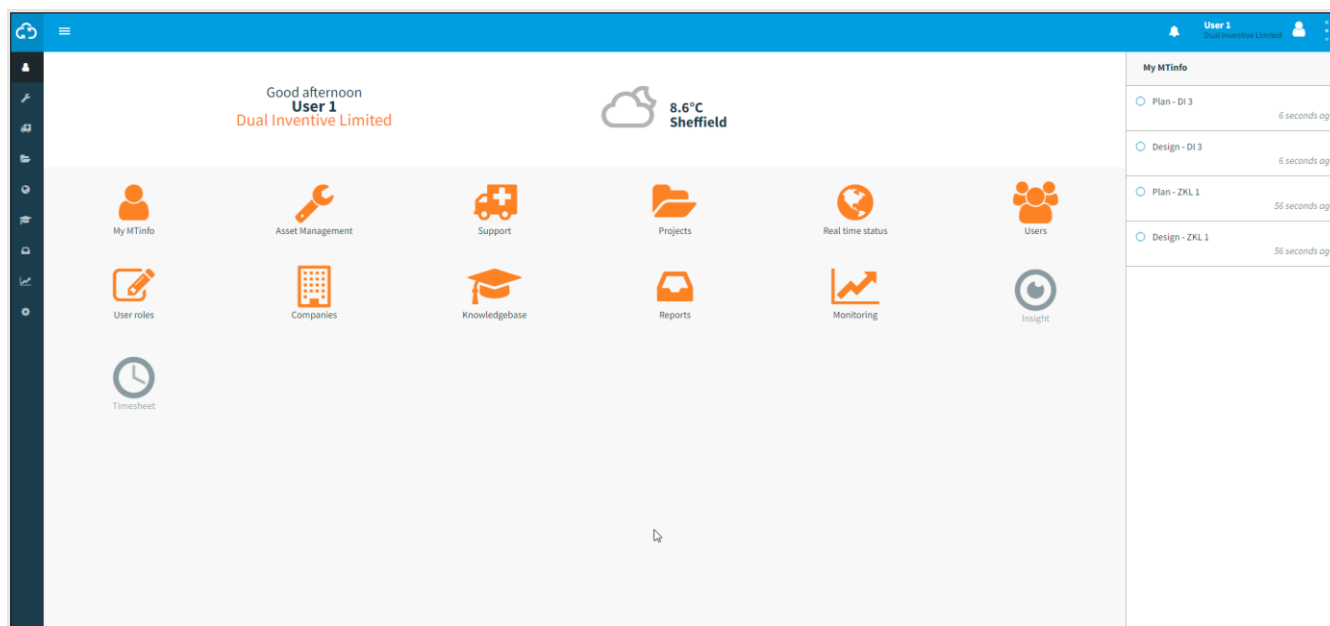 User 1
Dual Inventive Limited
Good afternoon
User 1
Dual Inventive Limited
8.6°C
Sheffield
My MTinfo
Asset Management
Support
Projects
Real time status
Users
User roles
Companies
Knowledgebase
Reports
Monitoring
Insight
Timesheet
My MTinfo
Plan - DI 3
6 seconds ag
Design - DI 3
6 seconds ag
Plan - ZKL 1
56 seconds ag
Design - ZKL 1
56 seconds ag